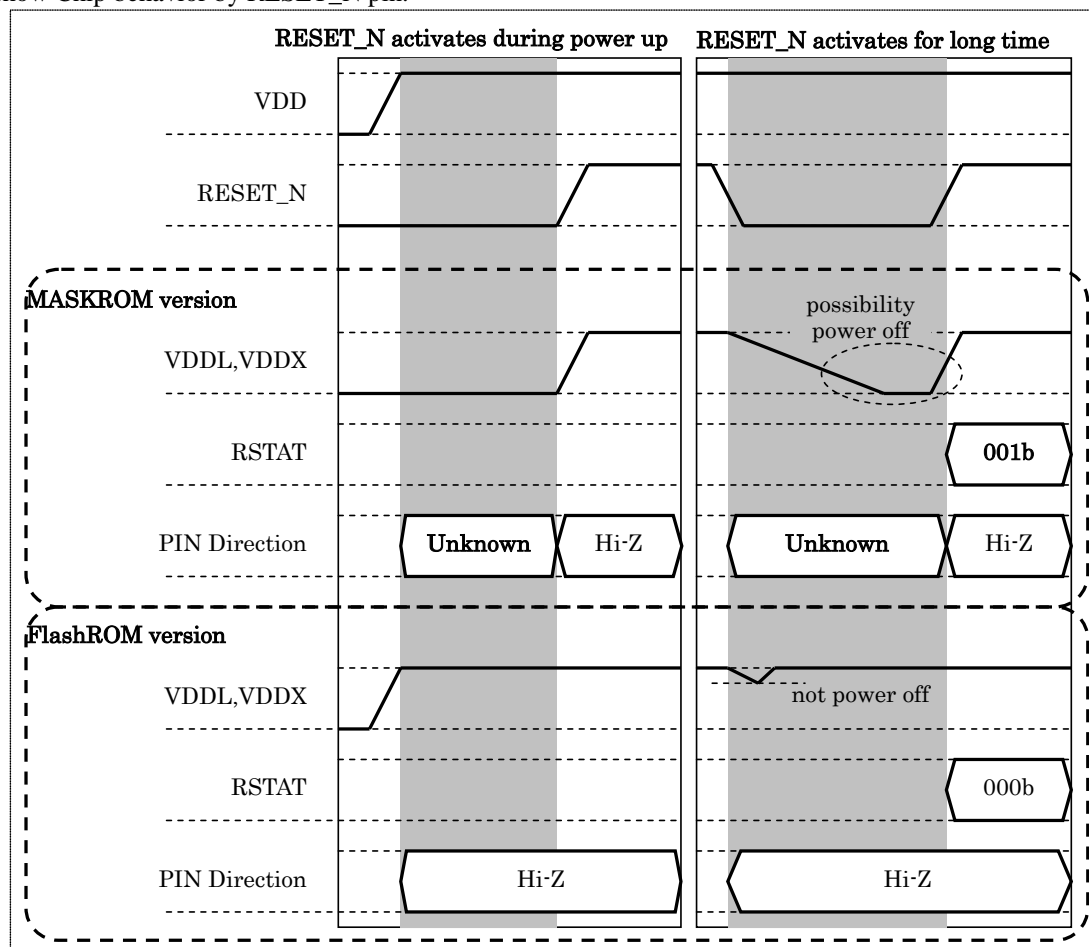 show Chip behavior by RESET_N pin.
RESET_N activates during power up
RESET_N activates for long time
VDD
RESET_N
MASKROM version
possibility
power off
VDDL,VDDX
RSTAT
001b
PIN Direction
Unknown
Hi-Z
Unknown
Hi-Z
FlashROM version
VDDL,VDDX
not power off
RSTAT
000b
PIN Direction
Hi-Z
Hi-Z